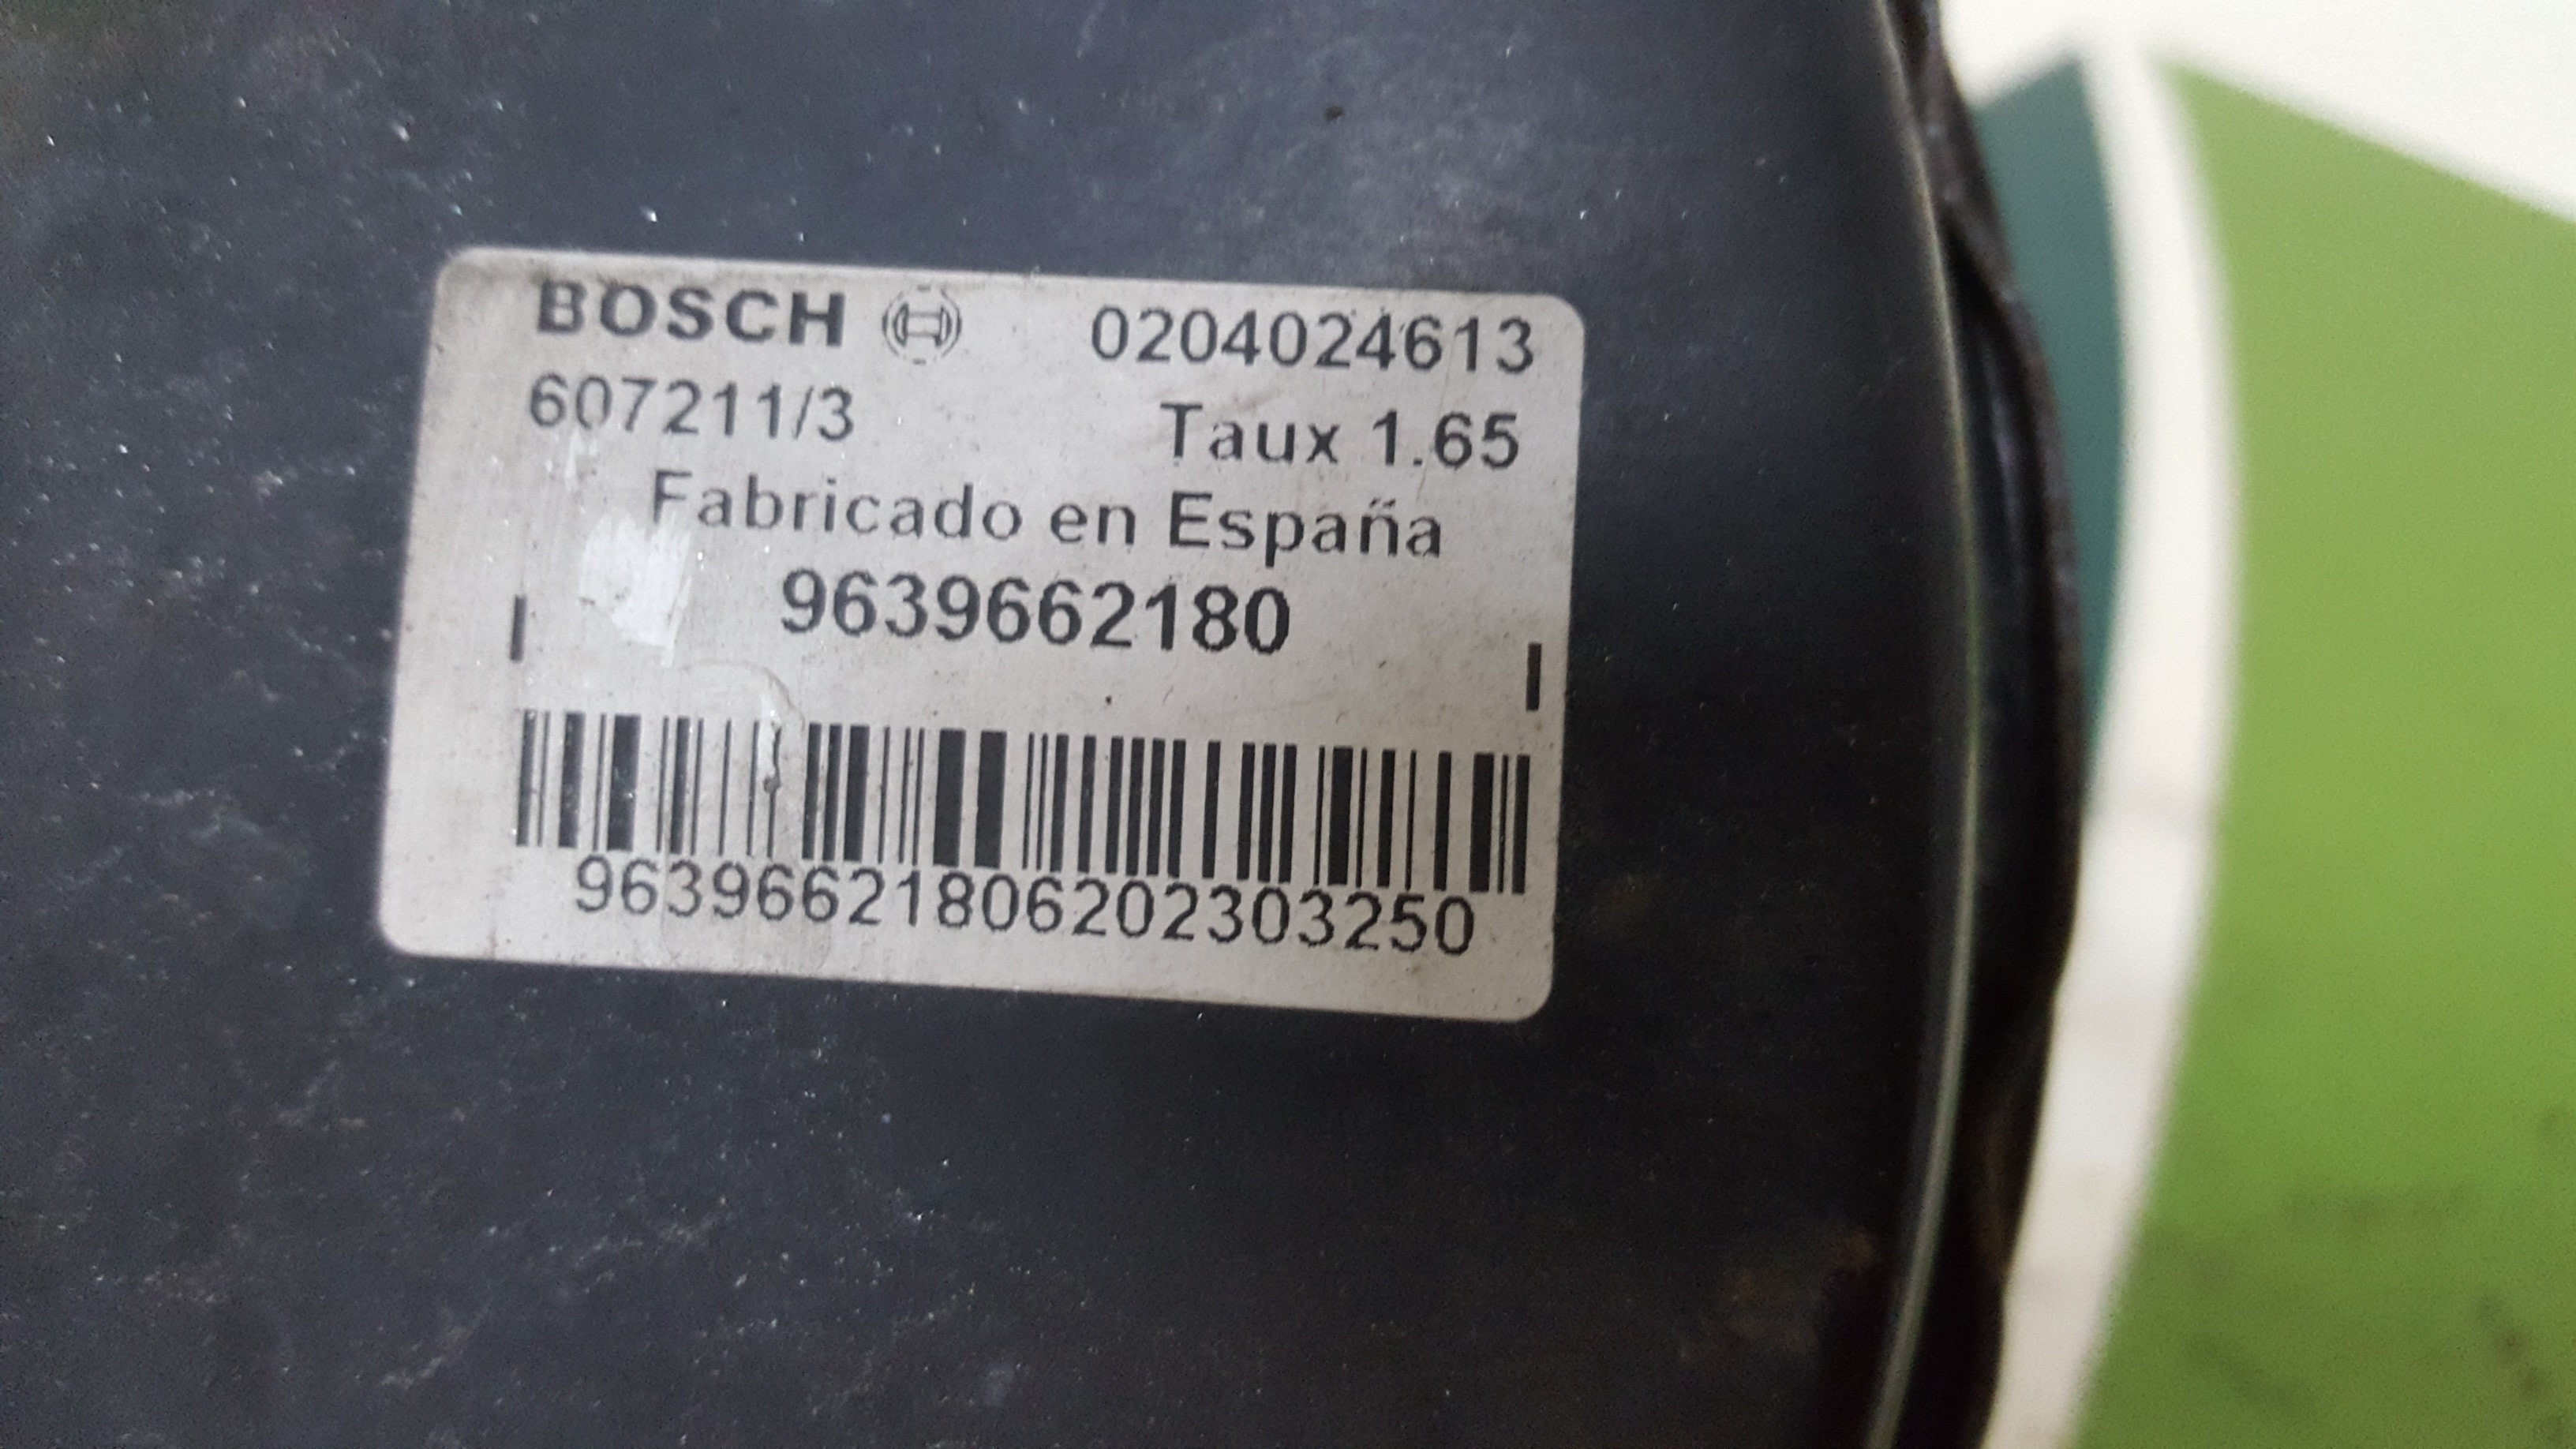 BOSCH 0204024613
607211/3 Taux 1.65
Fabricado en España
9639662180
96396621806202303250